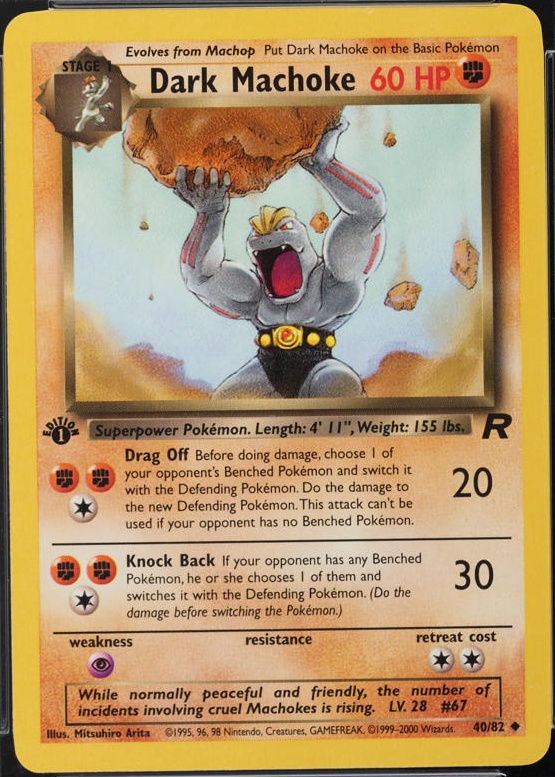 Evolves from Machop Put Dark Machoke on the Basic Pokémon
STAGE 1
Dark Machoke 60 HP
EDITION
1
Superpower Pokémon. Length: 4' 11", Weight: 155 lbs.
R
Drag Off Before doing damage, choose 1 of
your opponent's Benched Pokémon and switch it
with the Defending Pokémon. Do the damage to
the new Defending Pokémon. This attack can't be
used if your opponent has no Benched Pokémon.
20
Knock Back If your opponent has any Benched
Pokémon, he or she chooses 1 of them and
switches it with the Defending Pokémon. (Do the
damage before switching the Pokémon.)
30
weakness resistance retreat cost
While normally peaceful and friendly, the number of
incidents involving cruel Machokes is rising. LV. 28 #67
Illus. Mitsuhiro Arita ©1995, 96, 98 Nintendo, Creatures, GAMEFREAK. ©1999-2000 Wizards. 40/82